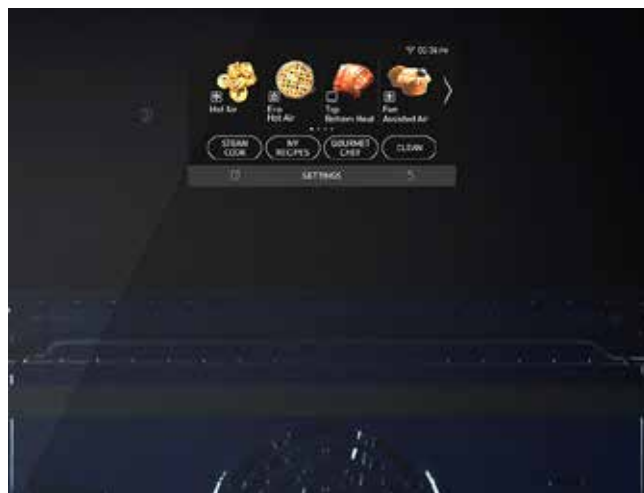 Hot Air
Eco
Hot Air
Top
Bottom Heat
Fan
Assisted Air
STEAM
COOK
MY
RECIPES
GOURMET
CHEF
CLEAN
SETTINGS